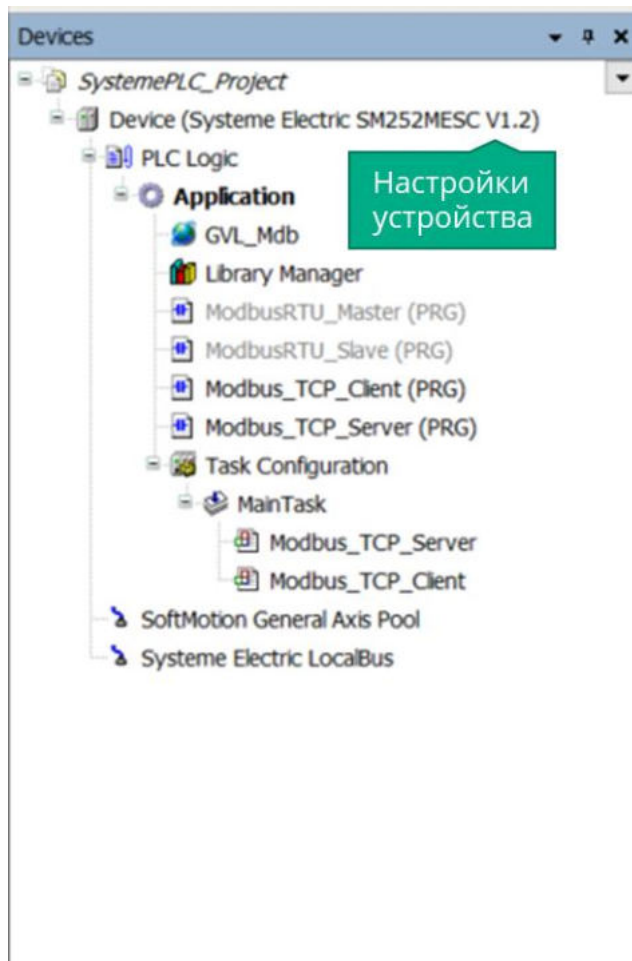 Devices
SystemePLC_Project
Device (Systeme Electric SM252MESC V1.2)
PLC Logic
Настройки
устройства
Application
GVL_Mdb
Library Manager
ModbusRTU_Master (PRG)
ModbusRTU_Slave (PRG)
Modbus_TCP_Client (PRG)
Modbus_TCP_Server (PRG)
Task Configuration
MainTask
Modbus_TCP_Server
Modbus_TCP_Client
SoftMotion General Axis Pool
Systeme Electric LocalBus